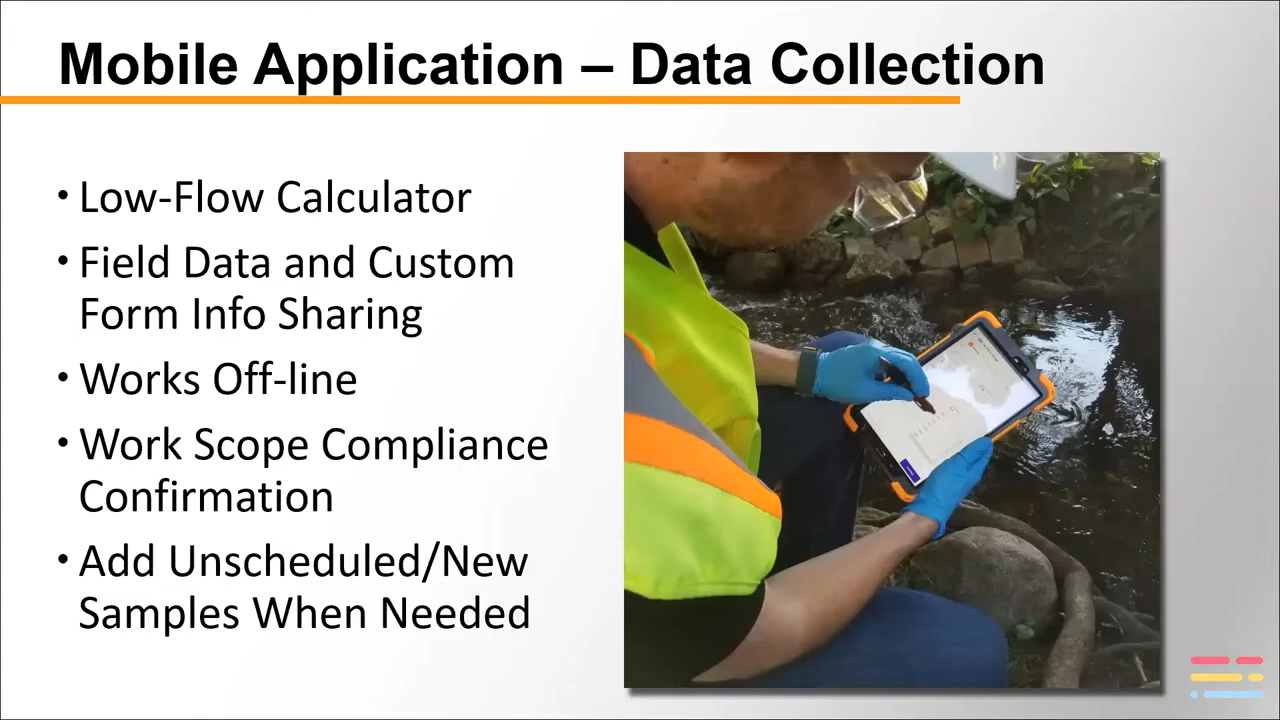 Mobile Application – Data Collection
• Low-Flow Calculator
• Field Data and Custom
Form Info Sharing
• Works Off-line
• Work Scope Compliance
Confirmation
• Add Unscheduled/New
Samples When Needed